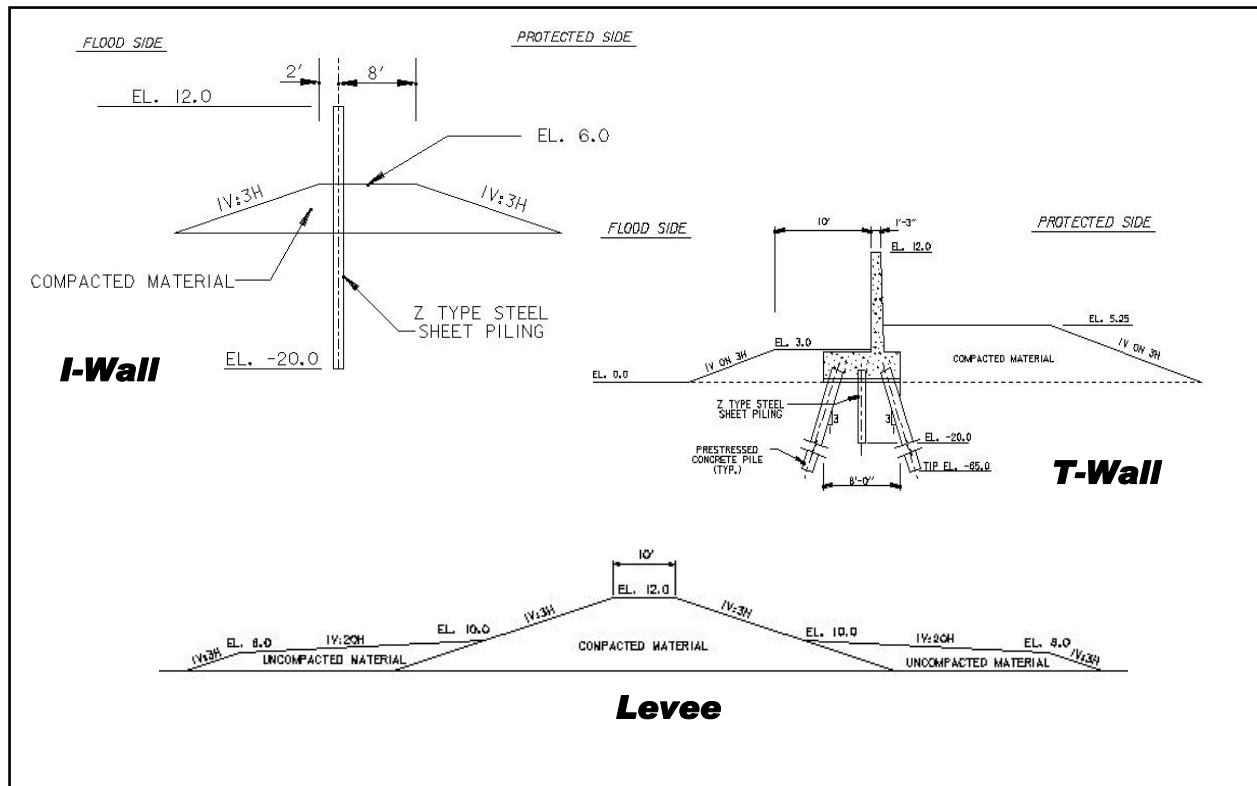 FLOOD SIDE
PROTECTED SIDE
2'
8'
EL. 12.0
EL. 6.0
1V:3H
1V:3H
COMPACTED MATERIAL
Z TYPE STEEL
SHEET PILING
EL. -20.0
I-Wall
FLOOD SIDE
PROTECTED SIDE
10'
1'-3"
EL. 12.0
EL. 5.25
EL. 3.0
1V ON 3H
1V ON 3H
COMPACTED MATERIAL
EL. 0.0
Z TYPE STEEL
SHEET PILING
3
3
EL. -20.0
PRESTRESSED
CONCRETE PILE
(TYP.)
TIP EL. -65.0
8'-0"
T-Wall
10'
EL. 12.0
1V:3H
1V:3H
EL. 10.0
EL. 10.0
1V:20H
1V:20H
EL. 8.0
1V:3H
1V:3H
UNCOMPACTED MATERIAL
COMPACTED MATERIAL
UNCOMPACTED MATERIAL
Levee